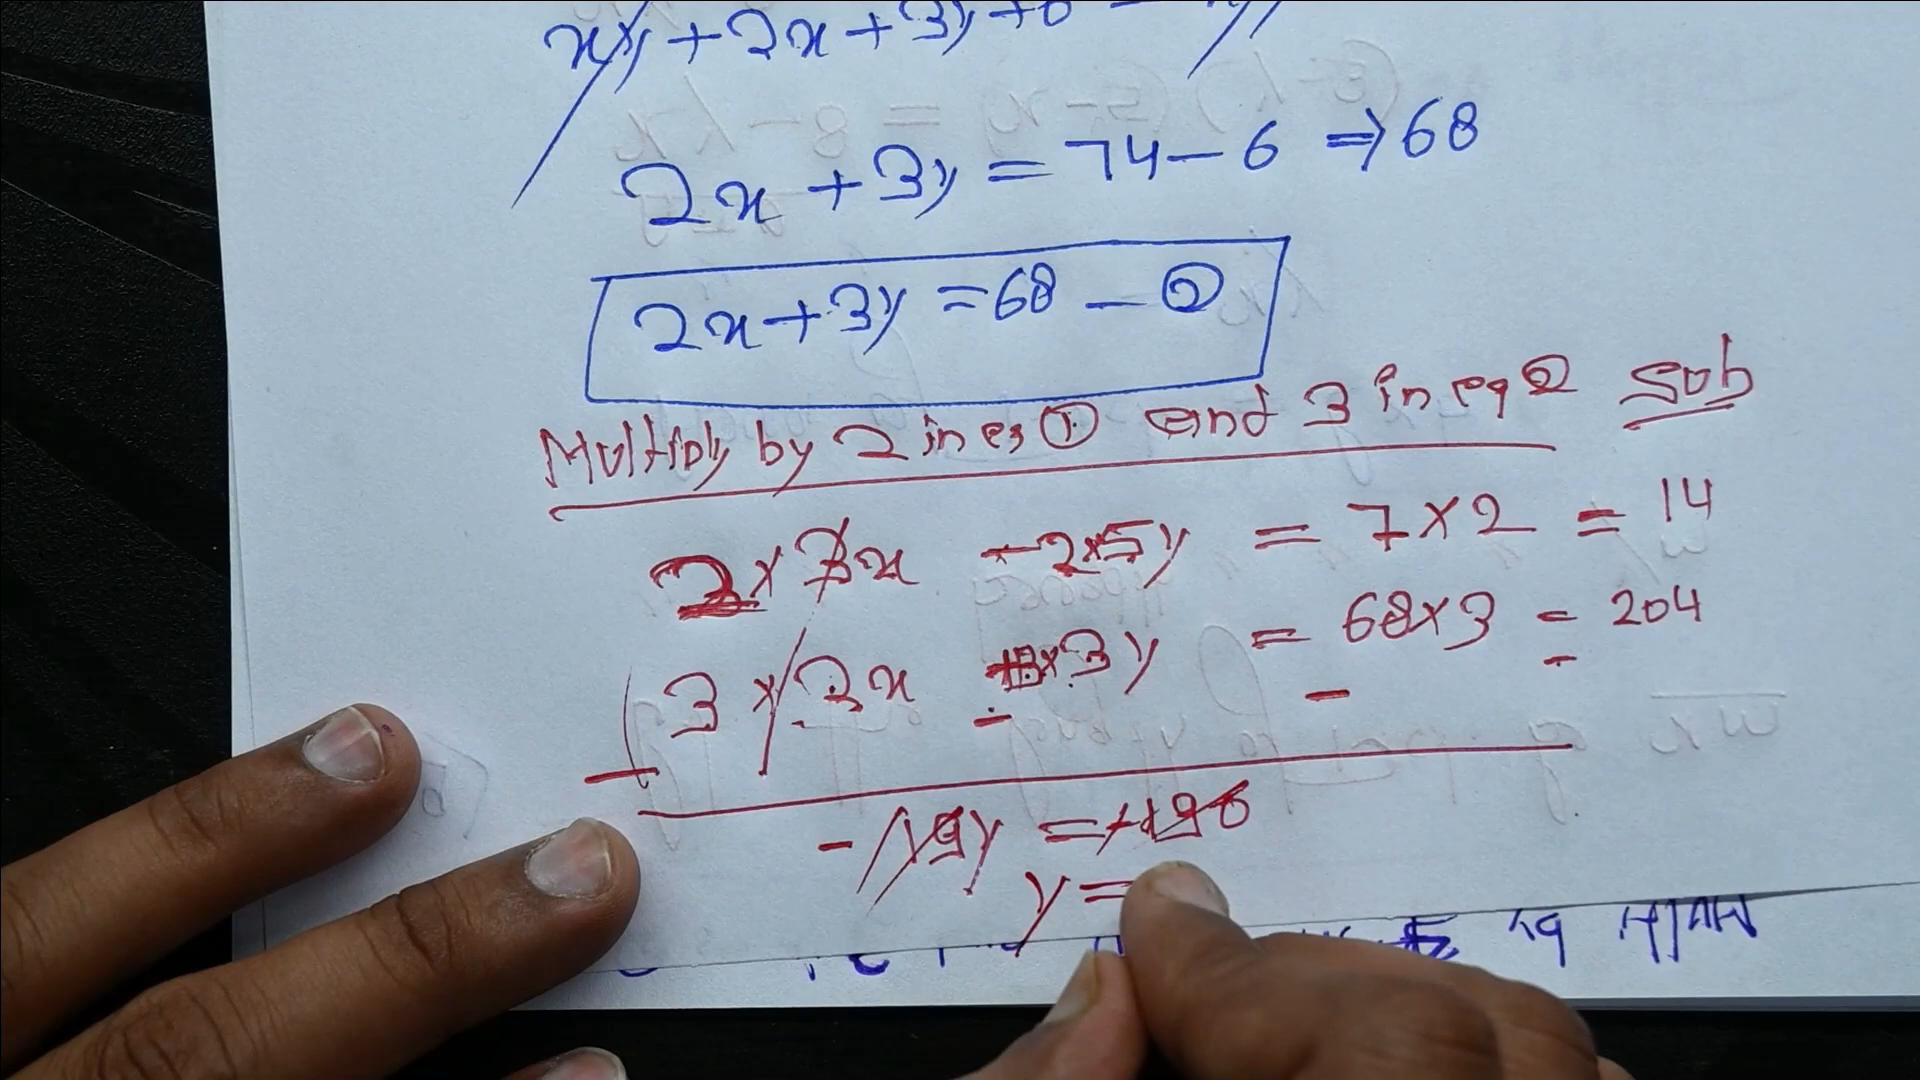 xy + 2x + 3y + 6
2x + 3y = 74 - 6 ⇒ 68
2x + 3y = 68 - ②
Multiply by 2 in eq ① and 3 in eq ② Sub
2 × 3x - 2×5y = 7 × 2 = 14
3 × 2x + 3×3y = 68×3 = 204
- - - -
- 19y = +190
y =